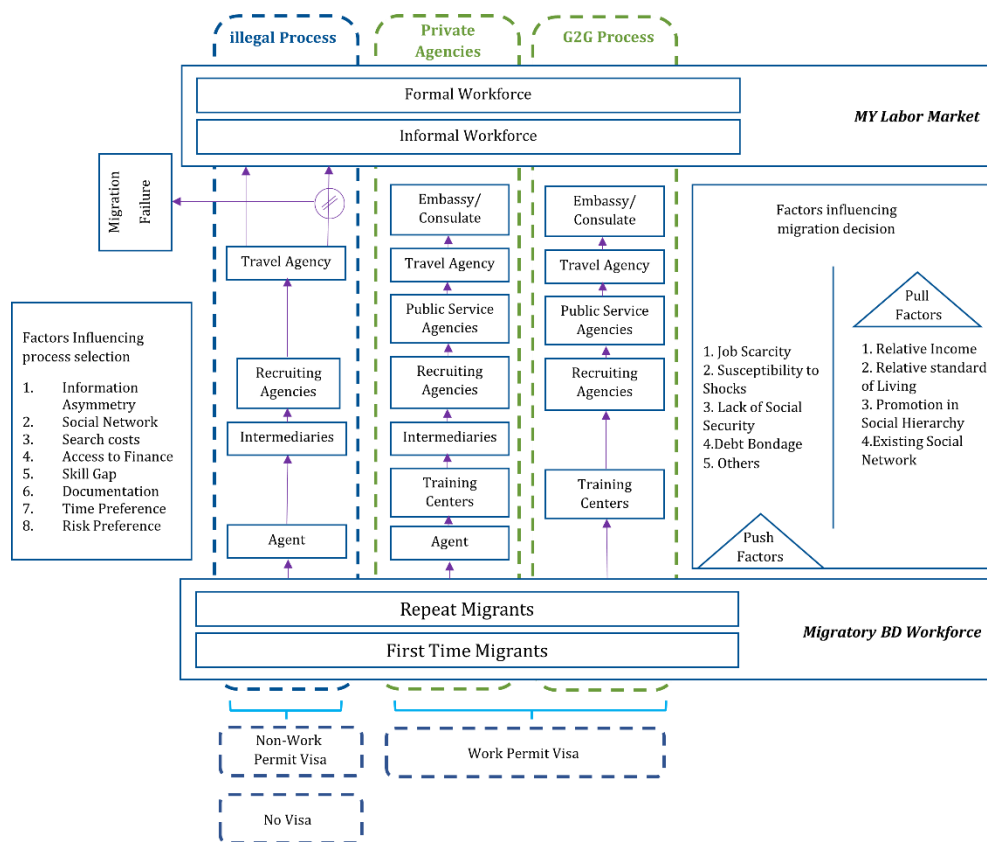 illegal Process
Private
Agencies
G2G Process
Formal Workforce
Informal Workforce
MY Labor Market
Migration
Failure
Embassy/
Consulate
Embassy/
Consulate
Travel Agency
Travel Agency
Travel Agency
Public Service
Agencies
Public Service
Agencies
Recruiting
Agencies
Recruiting
Agencies
Recruiting
Agencies
Intermediaries
Intermediaries
Training
Centers
Training
Centers
Agent
Agent
Factors Influencing
process selection
1. Information
Asymmetry
2. Social Network
3. Search costs
4. Access to Finance
5. Skill Gap
6. Documentation
7. Time Preference
8. Risk Preference
Factors influencing
migration decision
Pull
Factors
1. Job Scarcity
2. Susceptibility to
Shocks
3. Lack of Social
Security
4.Debt Bondage
5. Others
1. Relative Income
2. Relative standard
of Living
3. Promotion in
Social Hierarchy
4.Existing Social
Network
Push
Factors
Repeat Migrants
First Time Migrants
Migratory BD Workforce
Non-Work
Permit Visa
Work Permit Visa
No Visa